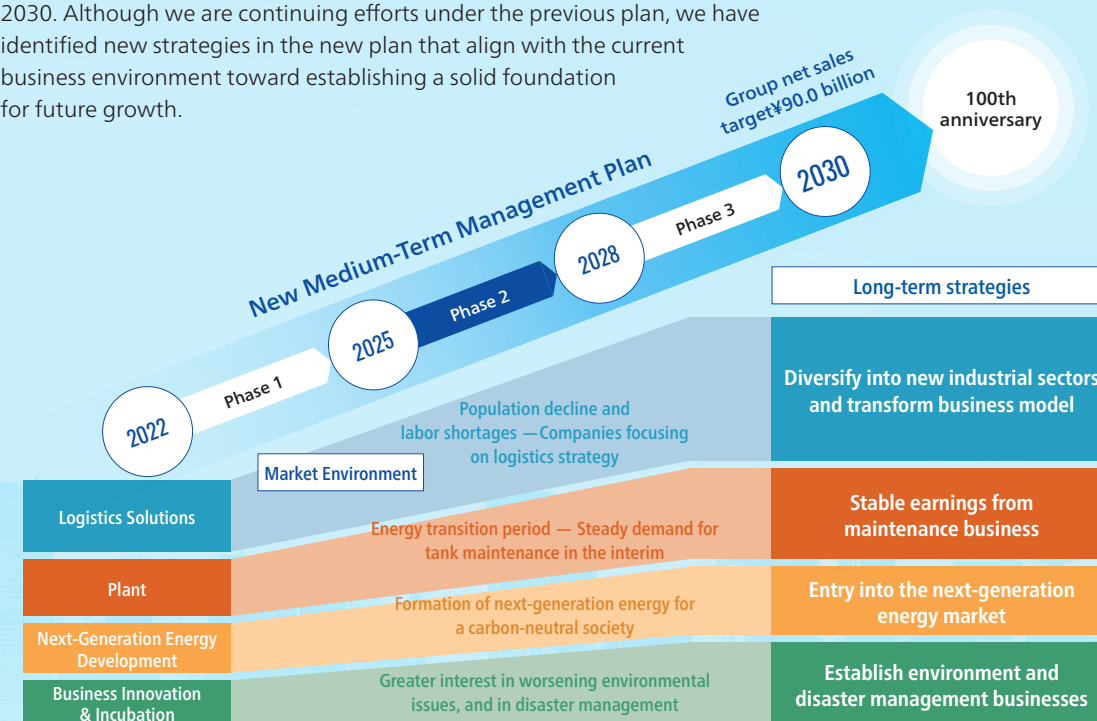 2030. Although we are continuing efforts under the previous plan, we have
identified new strategies in the new plan that align with the current
business environment toward establishing a solid foundation
for future growth.
Group net sales
target¥90.0 billion
100th
anniversary
New Medium-Term Management Plan
2022
Phase 1
2025
Phase 2
2028
Phase 3
2030
Long-term strategies
Market Environment
Logistics Solutions
Population decline and
labor shortages —Companies focusing
on logistics strategy
Diversify into new industrial sectors
and transform business model
Plant
Energy transition period — Steady demand for
tank maintenance in the interim
Stable earnings from
maintenance business
Next-Generation Energy
Development
Formation of next-generation energy for
a carbon-neutral society
Entry into the next-generation
energy market
Business Innovation
& Incubation
Greater interest in worsening environmental
issues, and in disaster management
Establish environment and
disaster management businesses